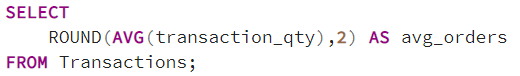 SELECT
    ROUND(AVG(transaction_qty),2) AS avg_orders
FROM Transactions;